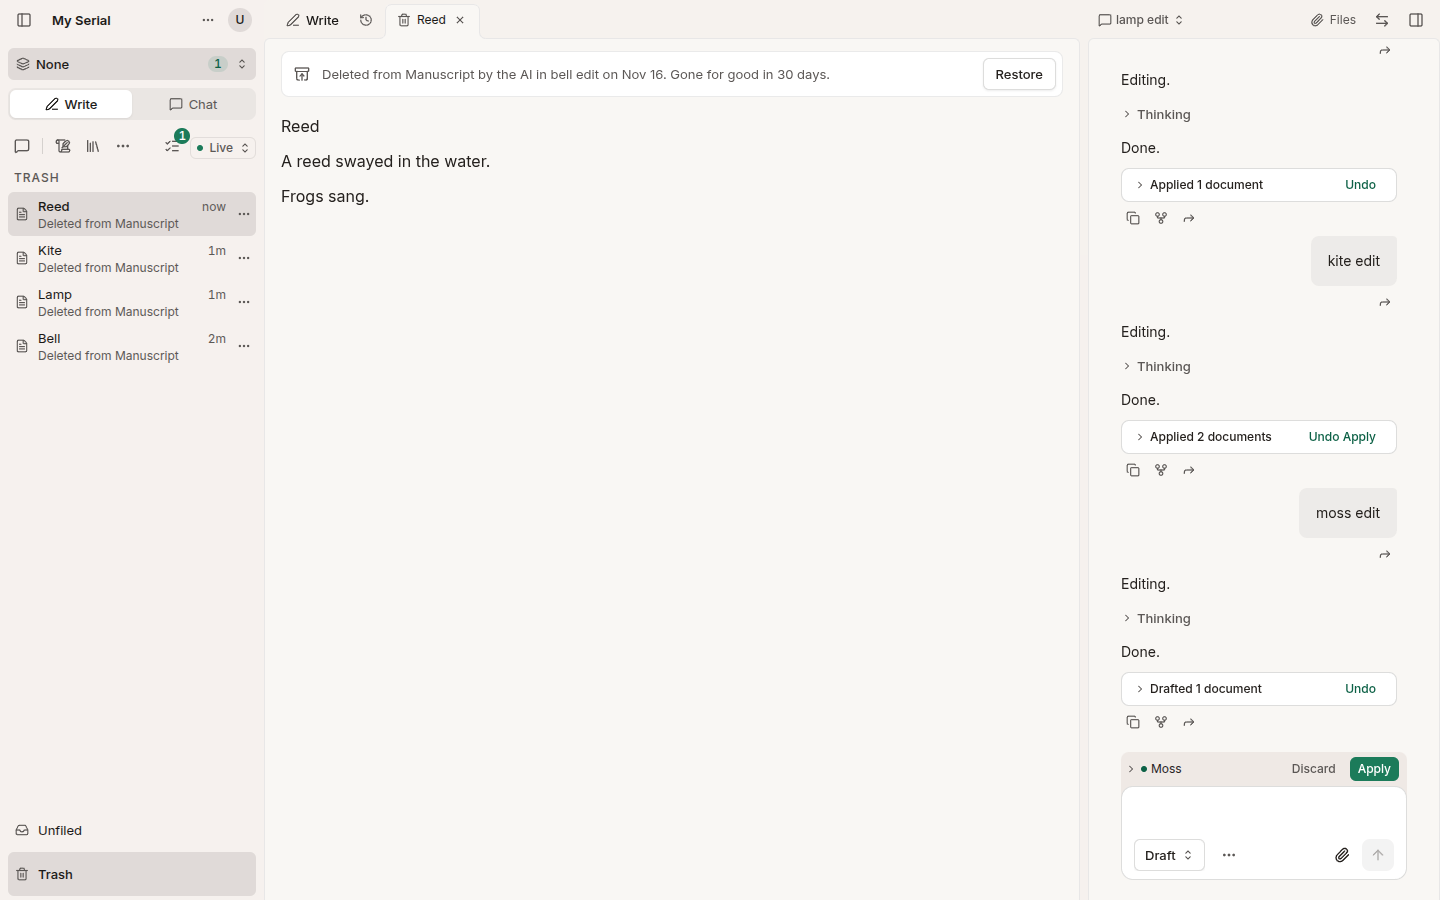 My Serial
U
None
1
Write
Chat
1
Live
TRASH
Reed
now
Deleted from Manuscript
Kite
1m
Deleted from Manuscript
Lamp
1m
Deleted from Manuscript
Bell
2m
Deleted from Manuscript
Unfiled
Trash
Write
Reed
Deleted from Manuscript by the AI in bell edit on Nov 16. Gone for good in 30 days.
Restore
Reed
A reed swayed in the water.
Frogs sang.
lamp edit
Files
Editing.
Thinking
Done.
Applied 1 document
Undo
kite edit
Editing.
Thinking
Done.
Applied 2 documents
Undo Apply
moss edit
Editing.
Thinking
Done.
Drafted 1 document
Undo
Moss
Discard
Apply
Draft